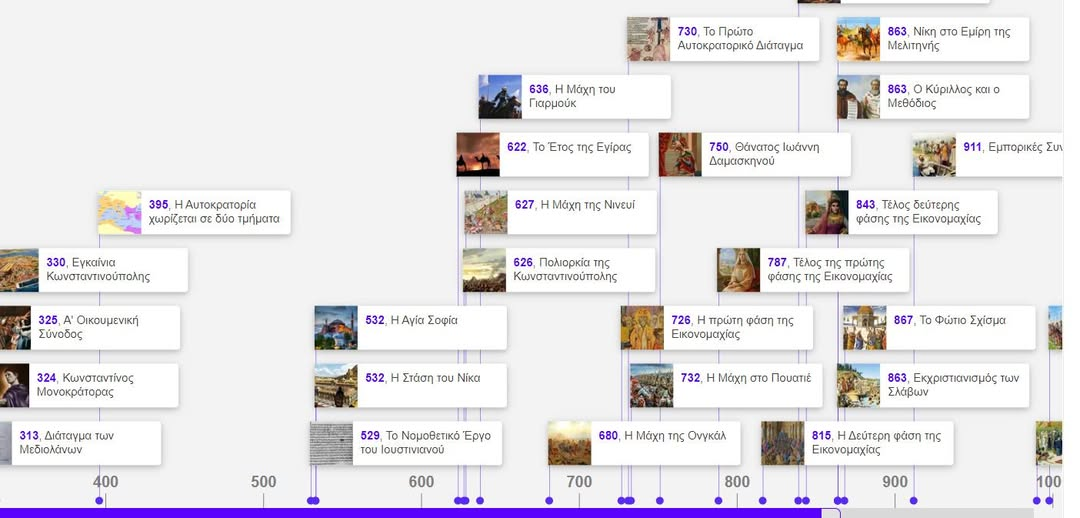 730, Το Πρώτο
Αυτοκρατορικό Διάταγμα
863, Νίκη στο Εμίρη της
Μελιτηνής
636, Η Μάχη του
Γιαρμούκ
863, Ο Κύριλλος και ο
Μεθόδιος
622, Το Έτος της Εγίρας
750, Θάνατος Ιωάννη
Δαμασκηνού
911, Εμπορικές Συν
395, Η Αυτοκρατορία
χωρίζεται σε δύο τμήματα
627, Η Μάχη της Νινευί
843, Τέλος δεύτερης
φάσης της Εικονομαχίας
330, Εγκαίνια
Κωνσταντινούπολης
626, Πολιορκία της
Κωνσταντινούπολης
787, Τέλος της πρώτης
φάσης της Εικονομαχίας
325, Α' Οικουμενική
Σύνοδος
532, Η Αγία Σοφία
726, Η πρώτη φάση της
Εικονομαχίας
867, Το Φώτιο Σχίσμα
324, Κωνσταντίνος
Μονοκράτορας
532, Η Στάση του Νίκα
732, Η Μάχη στο Πουατιέ
863, Εκχριστιανισμός των
Σλάβων
313, Διάταγμα των
Μεδιολάνων
529, Το Νομοθετικό Έργο
του Ιουστινιανού
680, Η Μάχη της Ονγκάλ
815, Η Δεύτερη φάση της
Εικονομαχίας
400 500 600 700 800 900 100